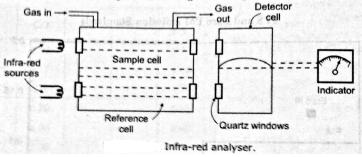 Gas in
Gas
out
Detector
cell
Infra-red
sources
Sample cell
Indicator
Reference
cell
Quartz windows
Infra-red analyser.